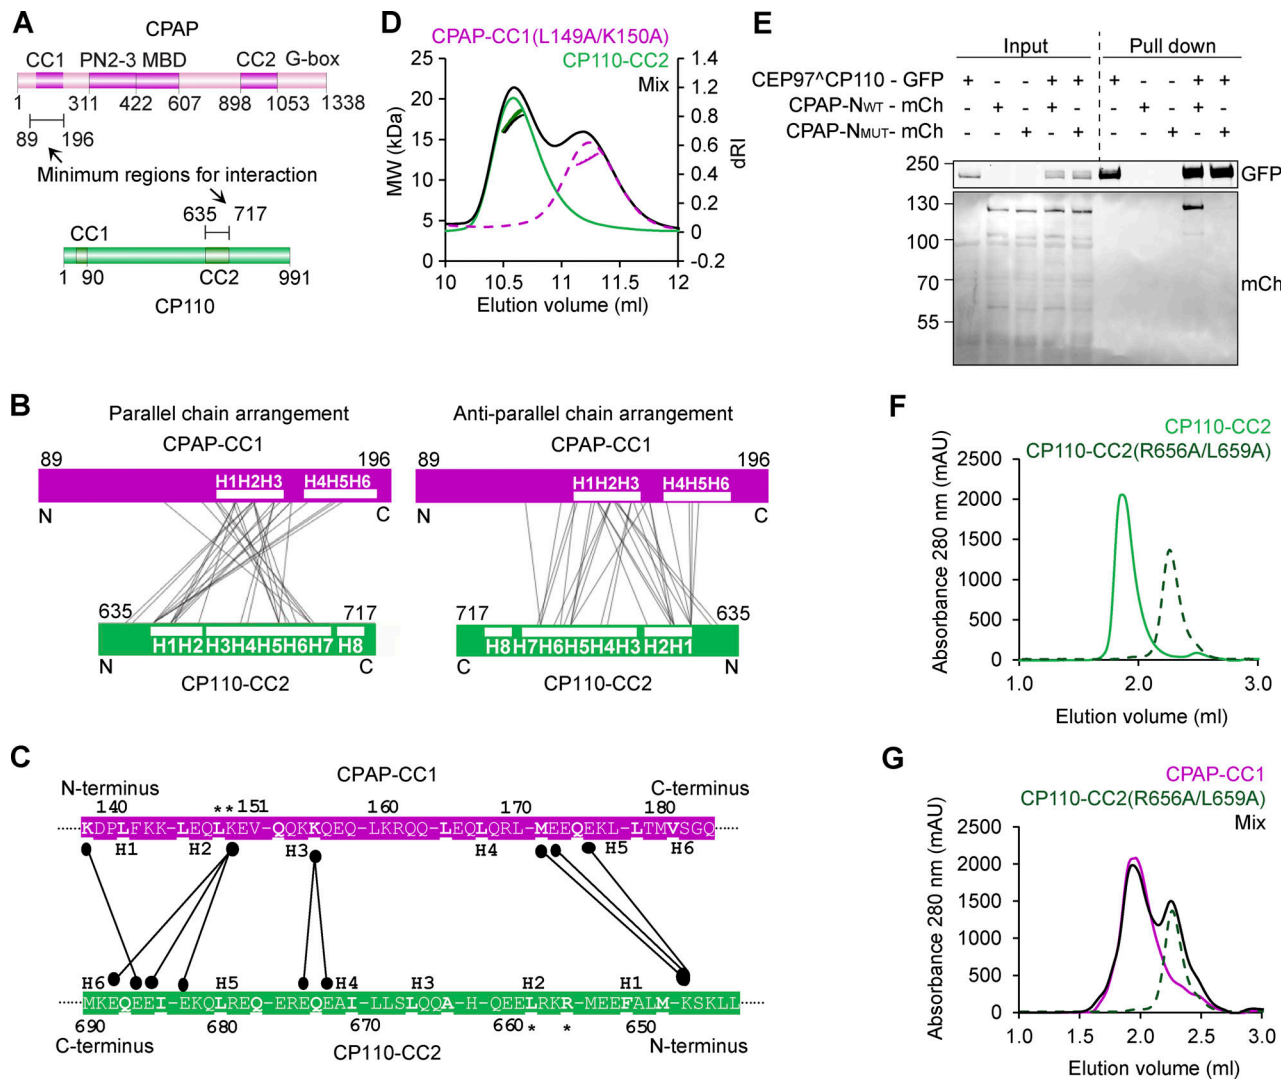 A
CPAP
CC1 PN2-3 MBD CC2 G-box
1 311 422 607 898 1053 1338
89 196
Minimum regions for interaction
635 717
CC1
1 90 CC2 991
CP110
D
CPAP-CC1(L149A/K150A)
CP110-CC2
Mix
MW (kDa)
25
20
15
10
5
0
dRI
1.4
1.2
1.0
0.8
0.6
0.4
0.2
0
-0.2
10 10.5 11 11.5 12
Elution volume (ml)
E
Input Pull down
CEP97^CP110 - GFP + - - + + + - - + +
CPAP-NWT - mCh - + - + - - + - + -
CPAP-NMUT- mCh - - + - + - - + - +
250
GFP
130
100
70
55
mCh
B
Parallel chain arrangement
CPAP-CC1
89 196
H1H2H3 H4H5H6
N C
635 717
H1H2 H3H4H5H6H7 H8
N C
CP110-CC2
Anti-parallel chain arrangement
CPAP-CC1
89 196
H1H2H3 H4H5H6
N C
717 635
H8 H7H6H5H4H3 H2H1
C N
CP110-CC2
C
CPAP-CC1
N-terminus C-terminus
140 ** 151 160 170 180
KDPLFKK-LEQLKEV-QQKKQEQ-LKRQQ-LEQLQRL-MEEQEKL-LTMVSGQ
H1 H2 H3 H4 H5 H6
H6 H5 H4 H3 H2 H1
MKEQEEI-EKQLREQ-EREQEAI-LLSLQQA-H-QEELRKR-MEEFALM-KSKLL
690 680 670 660 * * 650
C-terminus CP110-CC2 N-terminus
F
CP110-CC2
CP110-CC2(R656A/L659A)
Absorbance 280 nm (mAU)
2500
2000
1500
1000
500
0
1.0 2.0 3.0
Elution volume (ml)
G
CPAP-CC1
CP110-CC2(R656A/L659A)
Mix
Absorbance 280 nm (mAU)
2500
2000
1500
1000
500
0
1.0 1.5 2.0 2.5 3.0
Elution volume (ml)